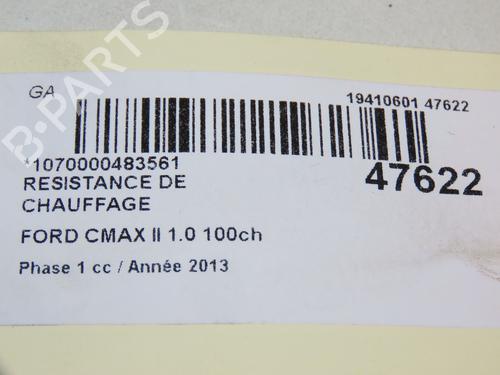 GA
19410601 47622
*1070000483561
47622
RESISTANCE DE
CHAUFFAGE
FORD CMAX II 1.0 100ch
Phase 1 cc / Année 2013
B-PARTS